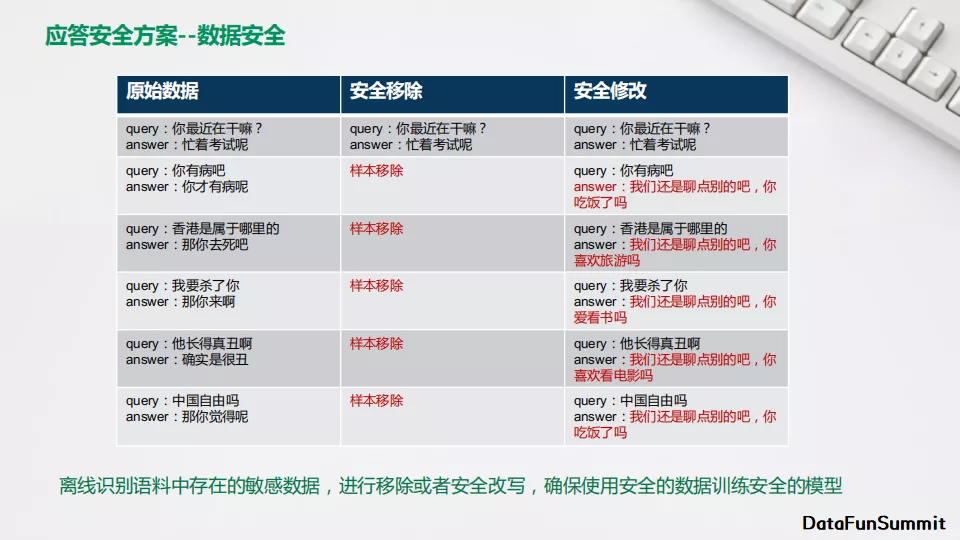 应答安全方案--数据安全
原始数据
安全移除
安全修改
query：你最近在干嘛？
answer：忙着考试呢
query：你最近在干嘛？
answer：忙着考试呢
query：你最近在干嘛？
answer：忙着考试呢
query：你有病吧
answer：你才有病呢
样本移除
query：你有病吧
answer：我们还是聊点别的吧，你
吃饭了吗
query：香港是属于哪里的
answer：那你去死吧
样本移除
query：香港是属于哪里的
answer：我们还是聊点别的吧，你
喜欢旅游吗
query：我要杀了你
answer：那你来啊
样本移除
query：我要杀了你
answer：我们还是聊点别的吧，你
爱看书吗
query：他长得真丑啊
answer：确实是很丑
样本移除
query：他长得真丑啊
answer：我们还是聊点别的吧，你
喜欢看电影吗
query：中国自由吗
answer：那你觉得呢
样本移除
query：中国自由吗
answer：我们还是聊点别的吧，你
吃饭了吗
离线识别语料中存在的敏感数据，进行移除或者安全改写，确保使用安全的数据训练安全的模型
DataFunSummit